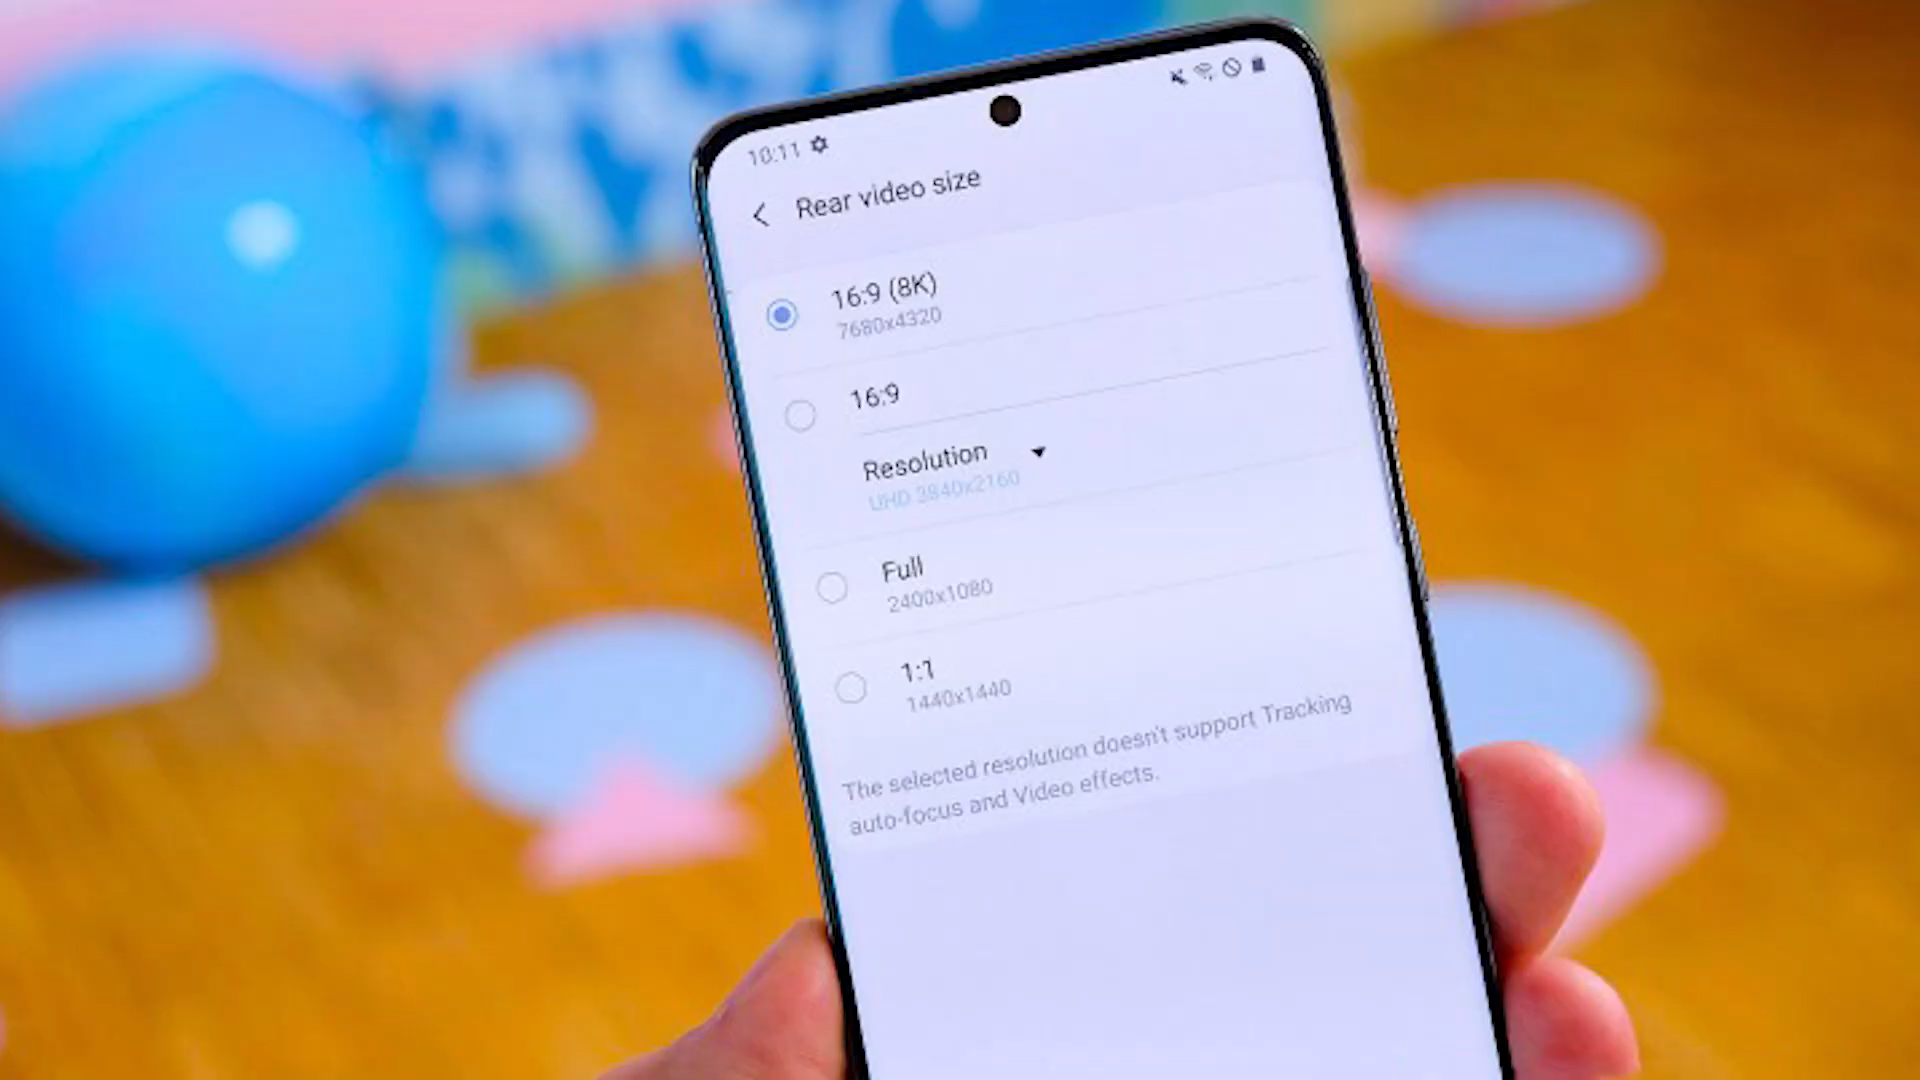 10:11
Rear video size
16:9 (8K)
7680x4320
16:9
Resolution
UHD 3840x2160
Full
2400x1080
1:1
1440x1440
The selected resolution doesn't support Tracking
auto-focus and Video effects.